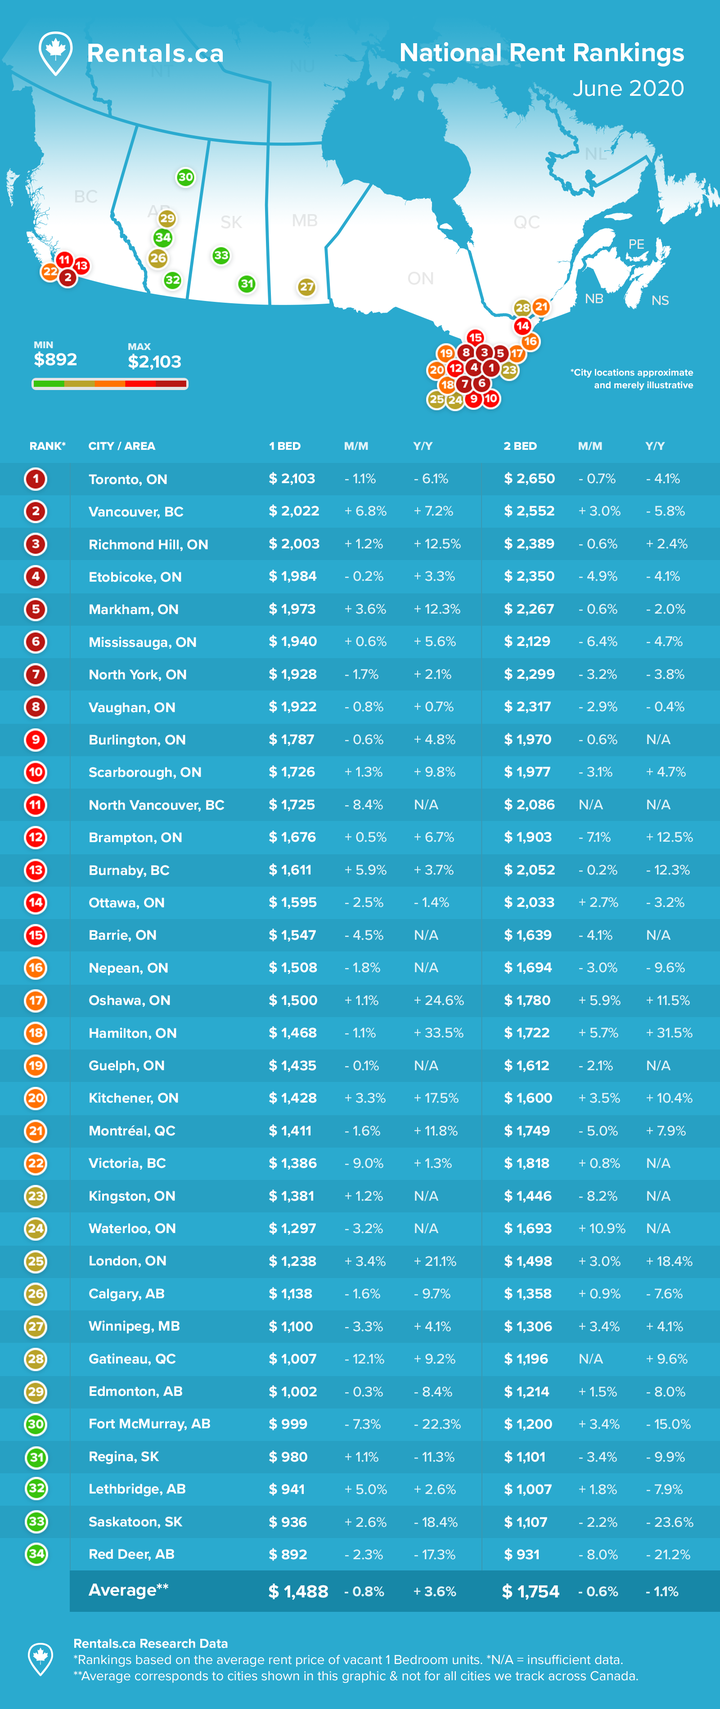 Rentals.ca
National Rent Rankings
June 2020
NT
NU
BC
AB
SK
MB
ON
QC
NL
PE
NB
NS
30
29
34
26
32
33
31
27
11
13
22
2
28
21
14
15
16
19
8
3
5
17
20
12
4
1
23
18
7
6
25
24
9
10
MIN
$892
MAX
$2,103
*City locations approximate
and merely illustrative
RANK* CITY / AREA 1 BED M/M Y/Y 2 BED M/M Y/Y
1 Toronto, ON $ 2,103 - 1.1% - 6.1% $ 2,650 - 0.7% - 4.1%
2 Vancouver, BC $ 2,022 + 6.8% + 7.2% $ 2,552 + 3.0% - 5.8%
3 Richmond Hill, ON $ 2,003 + 1.2% + 12.5% $ 2,389 - 0.6% + 2.4%
4 Etobicoke, ON $ 1,984 - 0.2% + 3.3% $ 2,350 - 4.9% - 4.1%
5 Markham, ON $ 1,973 + 3.6% + 12.3% $ 2,267 - 0.6% - 2.0%
6 Mississauga, ON $ 1,940 + 0.6% + 5.6% $ 2,129 - 6.4% - 4.7%
7 North York, ON $ 1,928 - 1.7% + 2.1% $ 2,299 - 3.2% - 3.8%
8 Vaughan, ON $ 1,922 - 0.8% + 0.7% $ 2,317 - 2.9% - 0.4%
9 Burlington, ON $ 1,787 - 0.6% + 4.8% $ 1,970 - 0.6% N/A
10 Scarborough, ON $ 1,726 + 1.3% + 9.8% $ 1,977 - 3.1% + 4.7%
11 North Vancouver, BC $ 1,725 - 8.4% N/A $ 2,086 N/A N/A
12 Brampton, ON $ 1,676 + 0.5% + 6.7% $ 1,903 - 7.1% + 12.5%
13 Burnaby, BC $ 1,611 + 5.9% + 3.7% $ 2,052 - 0.2% - 12.3%
14 Ottawa, ON $ 1,595 - 2.5% - 1.4% $ 2,033 + 2.7% - 3.2%
15 Barrie, ON $ 1,547 - 4.5% N/A $ 1,639 - 4.1% N/A
16 Nepean, ON $ 1,508 - 1.8% N/A $ 1,694 - 3.0% - 9.6%
17 Oshawa, ON $ 1,500 + 1.1% + 24.6% $ 1,780 + 5.9% + 11.5%
18 Hamilton, ON $ 1,468 - 1.1% + 33.5% $ 1,722 + 5.7% + 31.5%
19 Guelph, ON $ 1,435 - 0.1% N/A $ 1,612 - 2.1% N/A
20 Kitchener, ON $ 1,428 + 3.3% + 17.5% $ 1,600 + 3.5% + 10.4%
21 Montréal, QC $ 1,411 - 1.6% + 11.8% $ 1,749 - 5.0% + 7.9%
22 Victoria, BC $ 1,386 - 9.0% + 1.3% $ 1,818 + 0.8% N/A
23 Kingston, ON $ 1,381 + 1.2% N/A $ 1,446 - 8.2% N/A
24 Waterloo, ON $ 1,297 - 3.2% N/A $ 1,693 + 10.9% N/A
25 London, ON $ 1,238 + 3.4% + 21.1% $ 1,498 + 3.0% + 18.4%
26 Calgary, AB $ 1,138 - 1.6% - 9.7% $ 1,358 + 0.9% - 7.6%
27 Winnipeg, MB $ 1,100 - 3.3% + 4.1% $ 1,306 + 3.4% + 4.1%
28 Gatineau, QC $ 1,007 - 12.1% + 9.2% $ 1,196 N/A + 9.6%
29 Edmonton, AB $ 1,002 - 0.3% - 8.4% $ 1,214 + 1.5% - 8.0%
30 Fort McMurray, AB $ 999 - 7.3% - 22.3% $ 1,200 + 3.4% - 15.0%
31 Regina, SK $ 980 + 1.1% - 11.3% $ 1,101 - 3.4% - 9.9%
32 Lethbridge, AB $ 941 + 5.0% + 2.6% $ 1,007 + 1.8% - 7.9%
33 Saskatoon, SK $ 936 + 2.6% - 18.4% $ 1,107 - 2.2% - 23.6%
34 Red Deer, AB $ 892 - 2.3% - 17.3% $ 931 - 8.0% - 21.2%
Average** $ 1,488 - 0.8% + 3.6% $ 1,754 - 0.6% - 1.1%
Rentals.ca Research Data
*Rankings based on the average rent price of vacant 1 Bedroom units. *N/A = insufficient data.
**Average corresponds to cities shown in this graphic & not for all cities we track across Canada.